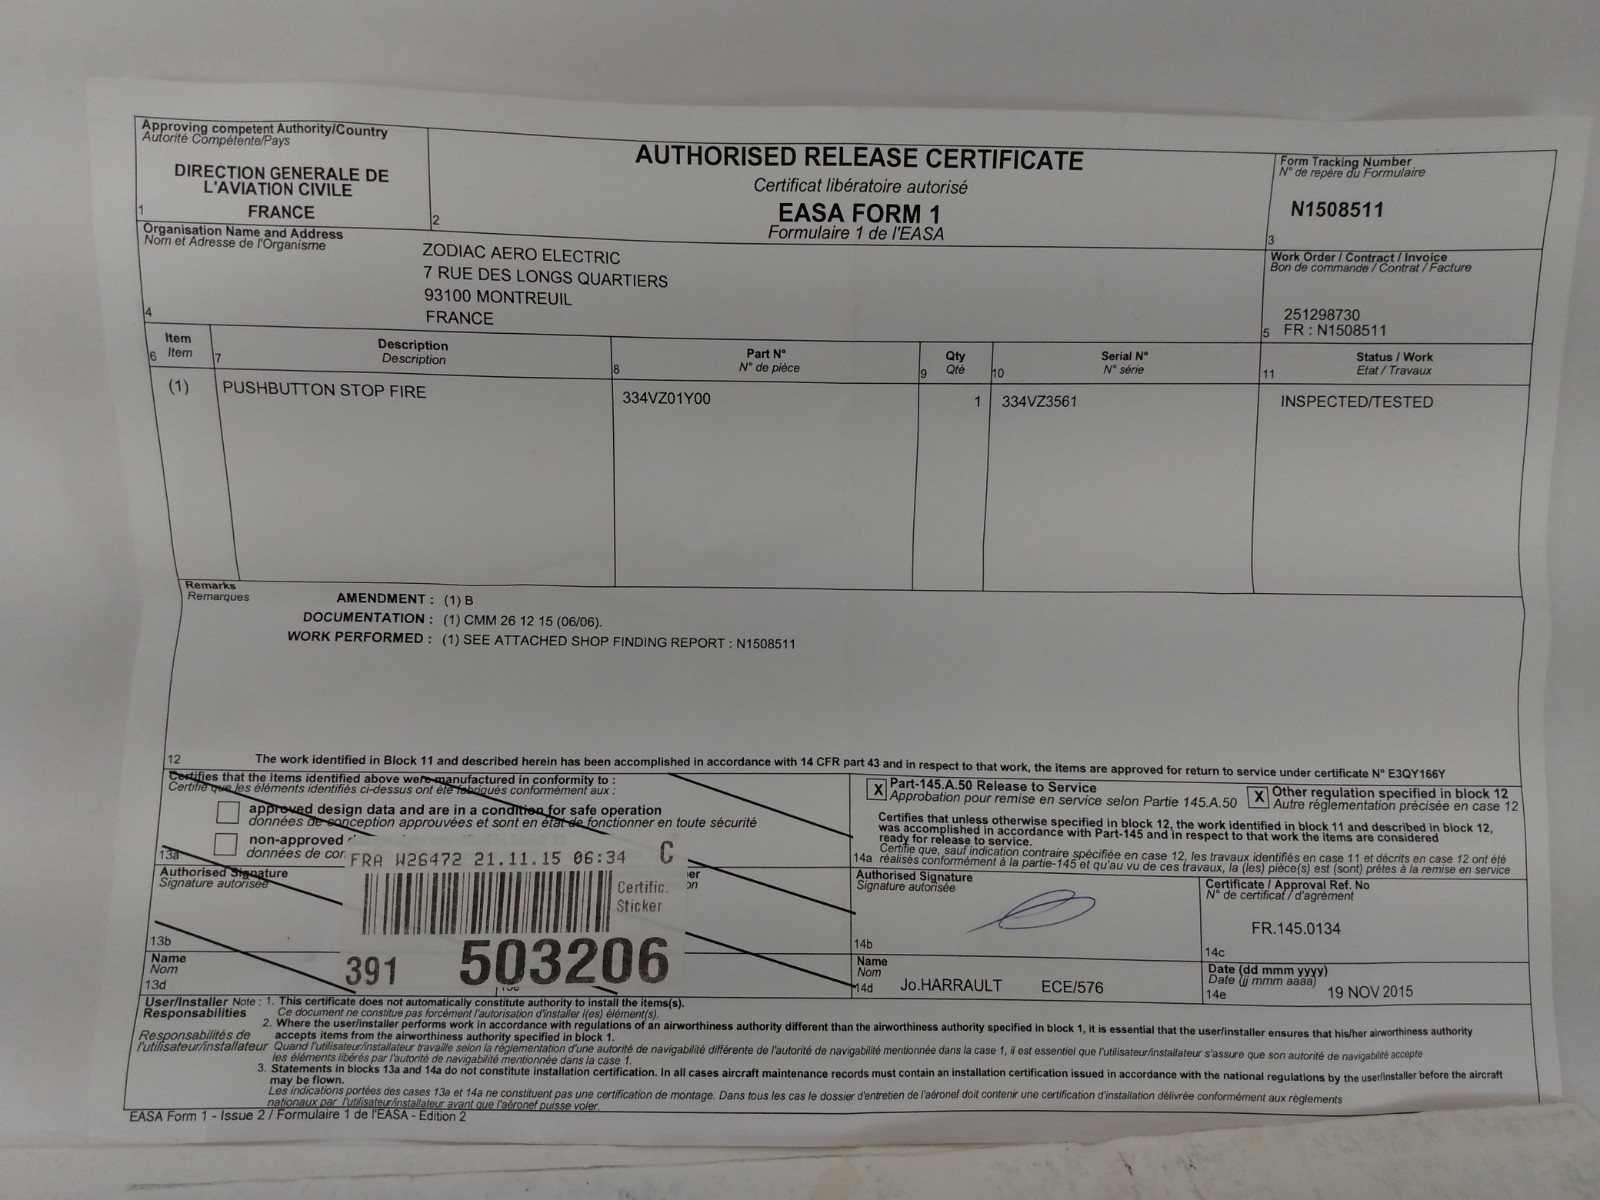 Approving competent Authority/Country
Autorité Compétente/Pays
DIRECTION GENERALE DE
L'AVIATION CIVILE
FRANCE
1
2
AUTHORISED RELEASE CERTIFICATE
Certificat libératoire autorisé
EASA FORM 1
Formulaire 1 de l'EASA
Form Tracking Number
N° de repère du Formulaire
N1508511
3
Organisation Name and Address
Nom et Adresse de l'Organisme
ZODIAC AERO ELECTRIC
7 RUE DES LONGS QUARTIERS
93100 MONTREUIL
FRANCE
4
Work Order / Contract / Invoice
Bon de commande / Contrat / Facture
251298730
5 FR : N1508511
Item
6 Item
Description
7 Description
Part N°
8 N° de pièce
Qty
9 Qté
Serial N°
10 N° série
Status / Work
11 Etat / Travaux
(1) PUSHBUTTON STOP FIRE 334VZ01Y00 1 334VZ3561 INSPECTED/TESTED
Remarks
Remarques
AMENDMENT : (1) B
DOCUMENTATION : (1) CMM 26 12 15 (06/06).
WORK PERFORMED : (1) SEE ATTACHED SHOP FINDING REPORT : N1508511
12 The work identified in Block 11 and described herein has been accomplished in accordance with 14 CFR part 43 and in respect to that work, the items are approved for return to service under certificate N° E3QY166Y
Certifies that the items identified above were manufactured in conformity to :
Certifie que les éléments identifiés ci-dessus ont été fabriqués conformément aux :
approved design data and are in a condition for safe operation
données de conception approuvées et sont en état de fonctionner en toute sécurité
non-approved
données de
13a
X Part-145.A.50 Release to Service
Approbation pour remise en service selon Partie 145.A.50
X Other regulation specified in block 12
Autre réglementation précisée en case 12
Certifies that unless otherwise specified in block 12, the work identified in block 11 and described in block 12,
was accomplished in accordance with Part-145 and in respect to that work the items are considered
ready for release to service.
Certifie que, sauf indication contraire spécifiée en case 12, les travaux identifiés en case 11 et décrits en case 12 ont été
14a réalisés conformément à la partie-145 et qu'au vu de ces travaux, la (les) pièce(s) est (sont) prêtes à la remise en service
FRA W26472 21.11.15 06:34 C
Certific.
Sticker
391 503206
Authorised Signature
Signature autorisée
13b
Name
Nom
13d
Authorised Signature
Signature autorisée
14b
Certificate / Approval Ref. No
N° de certificat / d'agrément
FR.145.0134
14c
Name
Nom
14d Jo.HARRAULT ECE/576
Date (dd mmm yyyy)
Date (jj mmm aaaa)
14e 19 NOV 2015
User/Installer Note : 1. This certificate does not automatically constitute authority to install the items(s).
Responsabilities Ce document ne constitue pas forcément l'autorisation d'installer l(es) élément(s).
2. Where the user/installer performs work in accordance with regulations of an airworthiness authority different than the airworthiness authority specified in block 1, it is essential that the user/installer ensures that his/her airworthiness authority
Responsabilités de accepts items from the airworthiness authority specified in block 1.
l'utilisateur/installateur Quand l'utilisateur/installateur travaille selon la réglementation d'une autorité de navigabilité différente de l'autorité de navigabilité mentionnée dans la case 1, il est essentiel que l'utilisateur/installateur s'assure que son autorité de navigabilité accepte
les éléments libérés par l'autorité de navigabilité mentionnée dans la case 1.
3. Statements in blocks 13a and 14a do not constitute installation certification. In all cases aircraft maintenance records must contain an installation certification issued in accordance with the national regulations by the user/installer before the aircraft
may be flown.
Les indications portées des cases 13a et 14a ne constituent pas une certification de montage. Dans tous les cas le dossier d'entretien de l'aéronef doit contenir une certification d'installation délivrée conformément aux règlements
nationaux par l'utilisateur/installateur avant que l'aéronef puisse voler.
EASA Form 1 - Issue 2 / Formulaire 1 de l'EASA - Edition 2